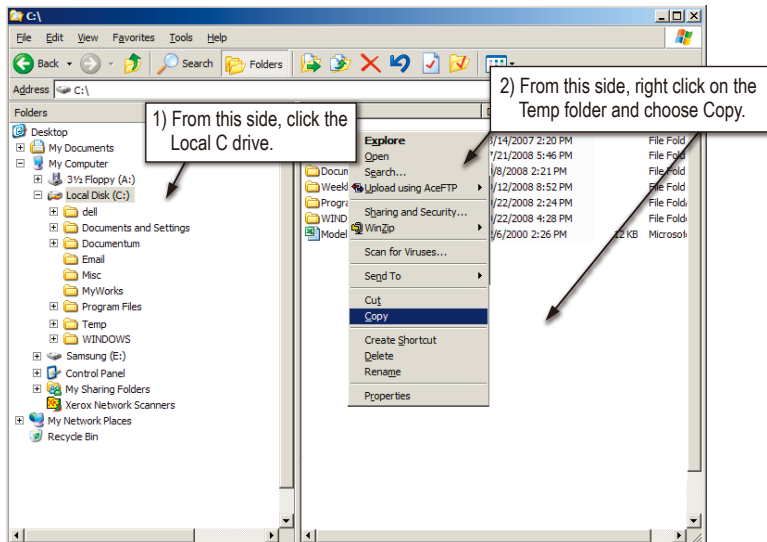 C:\
File Edit View Favorites Tools Help
Back Search Folders
Address C:\
Folders
1) From this side, click the
Local C drive.
2) From this side, right click on the
Temp folder and choose Copy.
Desktop
My Documents
My Computer
3½ Floppy (A:)
Local Disk (C:)
dell
Documents and Settings
Documentum
Email
Misc
MyWorks
Program Files
Temp
WINDOWS
Samsung (E:)
Control Panel
My Sharing Folders
Xerox Network Scanners
My Network Places
Recycle Bin
/14/2007 2:20 PM File Fold
/21/2008 5:46 PM File Fold
Docum /8/2008 2:21 PM File Fold
Weekl /12/2008 8:52 PM File Fold
Progra /22/2008 2:24 PM File Fold
WIND /22/2008 4:28 PM File Fold
Model /6/2000 2:26 PM 12 KB Microsoft
Explore
Open
Search...
Upload using AceFTP
Sharing and Security...
WinZip
Scan for Viruses...
Send To
Cut
Copy
Create Shortcut
Delete
Rename
Properties